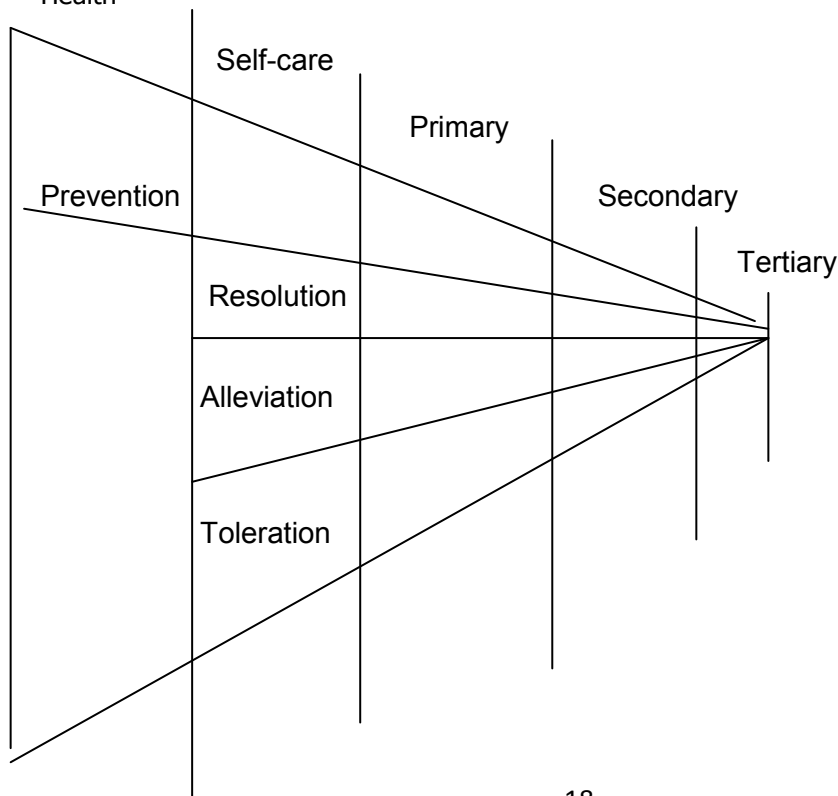 Health
Self-care
Primary
Prevention
Secondary
Tertiary
Resolution
Alleviation
Toleration
18